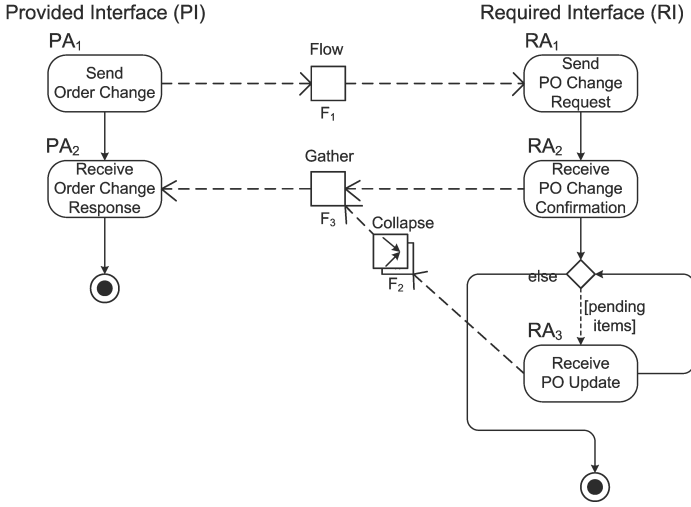 Provided Interface (PI)
Required Interface (RI)
PA1
Send
Order Change
Flow
F1
RA1
Send
PO Change
Request
PA2
Receive
Order Change
Response
Gather
F3
RA2
Receive
PO Change
Confirmation
Collapse
F2
else
[pending
items]
RA3
Receive
PO Update